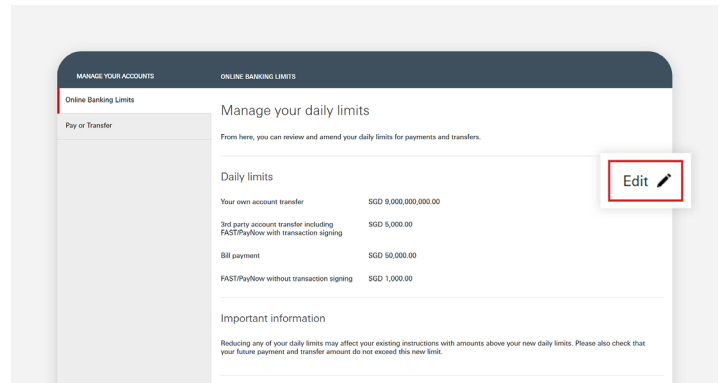 MANAGE YOUR ACCOUNTS
ONLINE BANKING LIMITS
Online Banking Limits
Pay or Transfer
Manage your daily limits
From here, you can review and amend your daily limits for payments and transfers.
Edit
Daily limits
Your own account transfer SGD 9,000,000,000.00
3rd party account transfer including SGD 5,000.00
FAST/PayNow with transaction signing
Bill payment SGD 50,000.00
FAST/PayNow without transaction signing SGD 1,000.00
Important information
Reducing any of your daily limits may affect your existing instructions with amounts above your new daily limits. Please also check that
your future payment and transfer amount do not exceed this new limit.